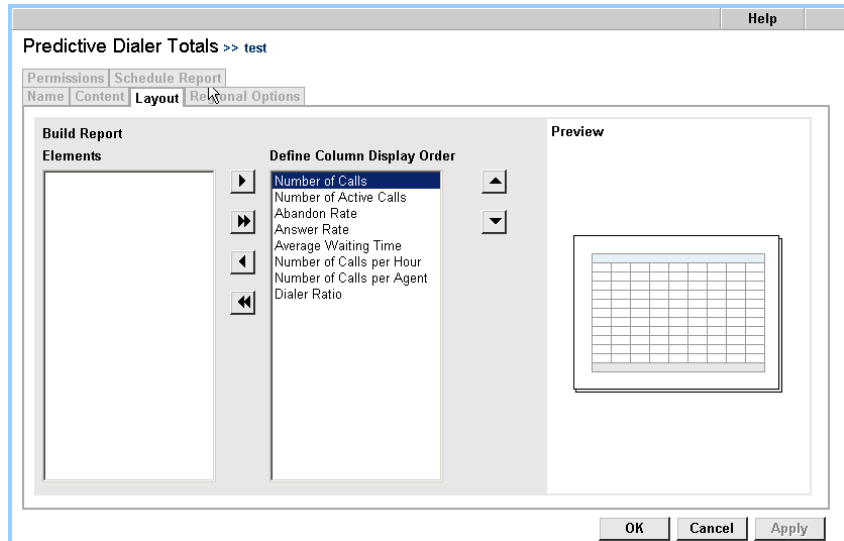 Help
Predictive Dialer Totals >> test
Permissions Schedule Report
Name Content Layout Regional Options
Build Report
Elements
Define Column Display Order
Number of Calls
Number of Active Calls
Abandon Rate
Answer Rate
Average Waiting Time
Number of Calls per Hour
Number of Calls per Agent
Dialer Ratio
Preview
OK Cancel Apply